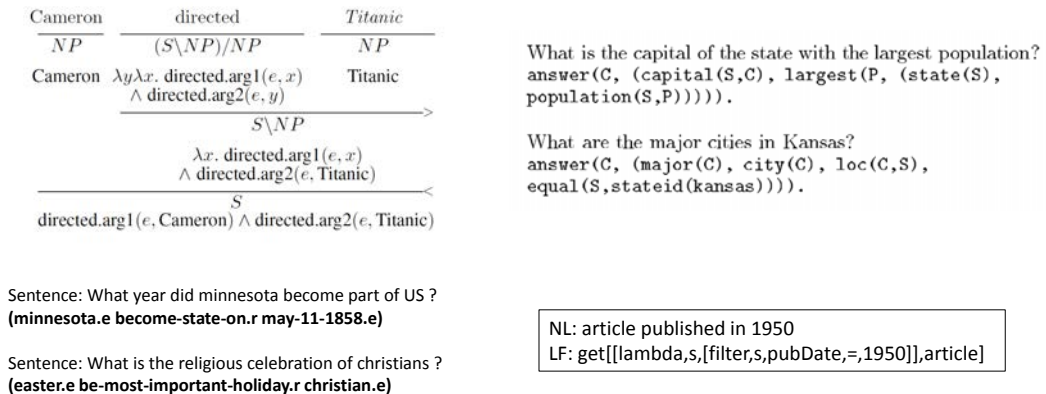 Cameron directed Titanic
NP (S\NP)/NP NP
Cameron λyλx. directed.arg1(e, x) Titanic
∧ directed.arg2(e, y)
>
S\NP
λx. directed.arg1(e, x)
∧ directed.arg2(e, Titanic)
<
S
directed.arg1(e, Cameron) ∧ directed.arg2(e, Titanic)
What is the capital of the state with the largest population?
answer(C, (capital(S,C), largest(P, (state(S),
population(S,P))))).
What are the major cities in Kansas?
answer(C, (major(C), city(C), loc(C,S),
equal(S,stateid(kansas)))).
Sentence: What year did minnesota become part of US ?
(minnesota.e become-state-on.r may-11-1858.e)
Sentence: What is the religious celebration of christians ?
(easter.e be-most-important-holiday.r christian.e)
NL: article published in 1950
LF: get[[lambda,s,[filter,s,pubDate,=,1950]],article]